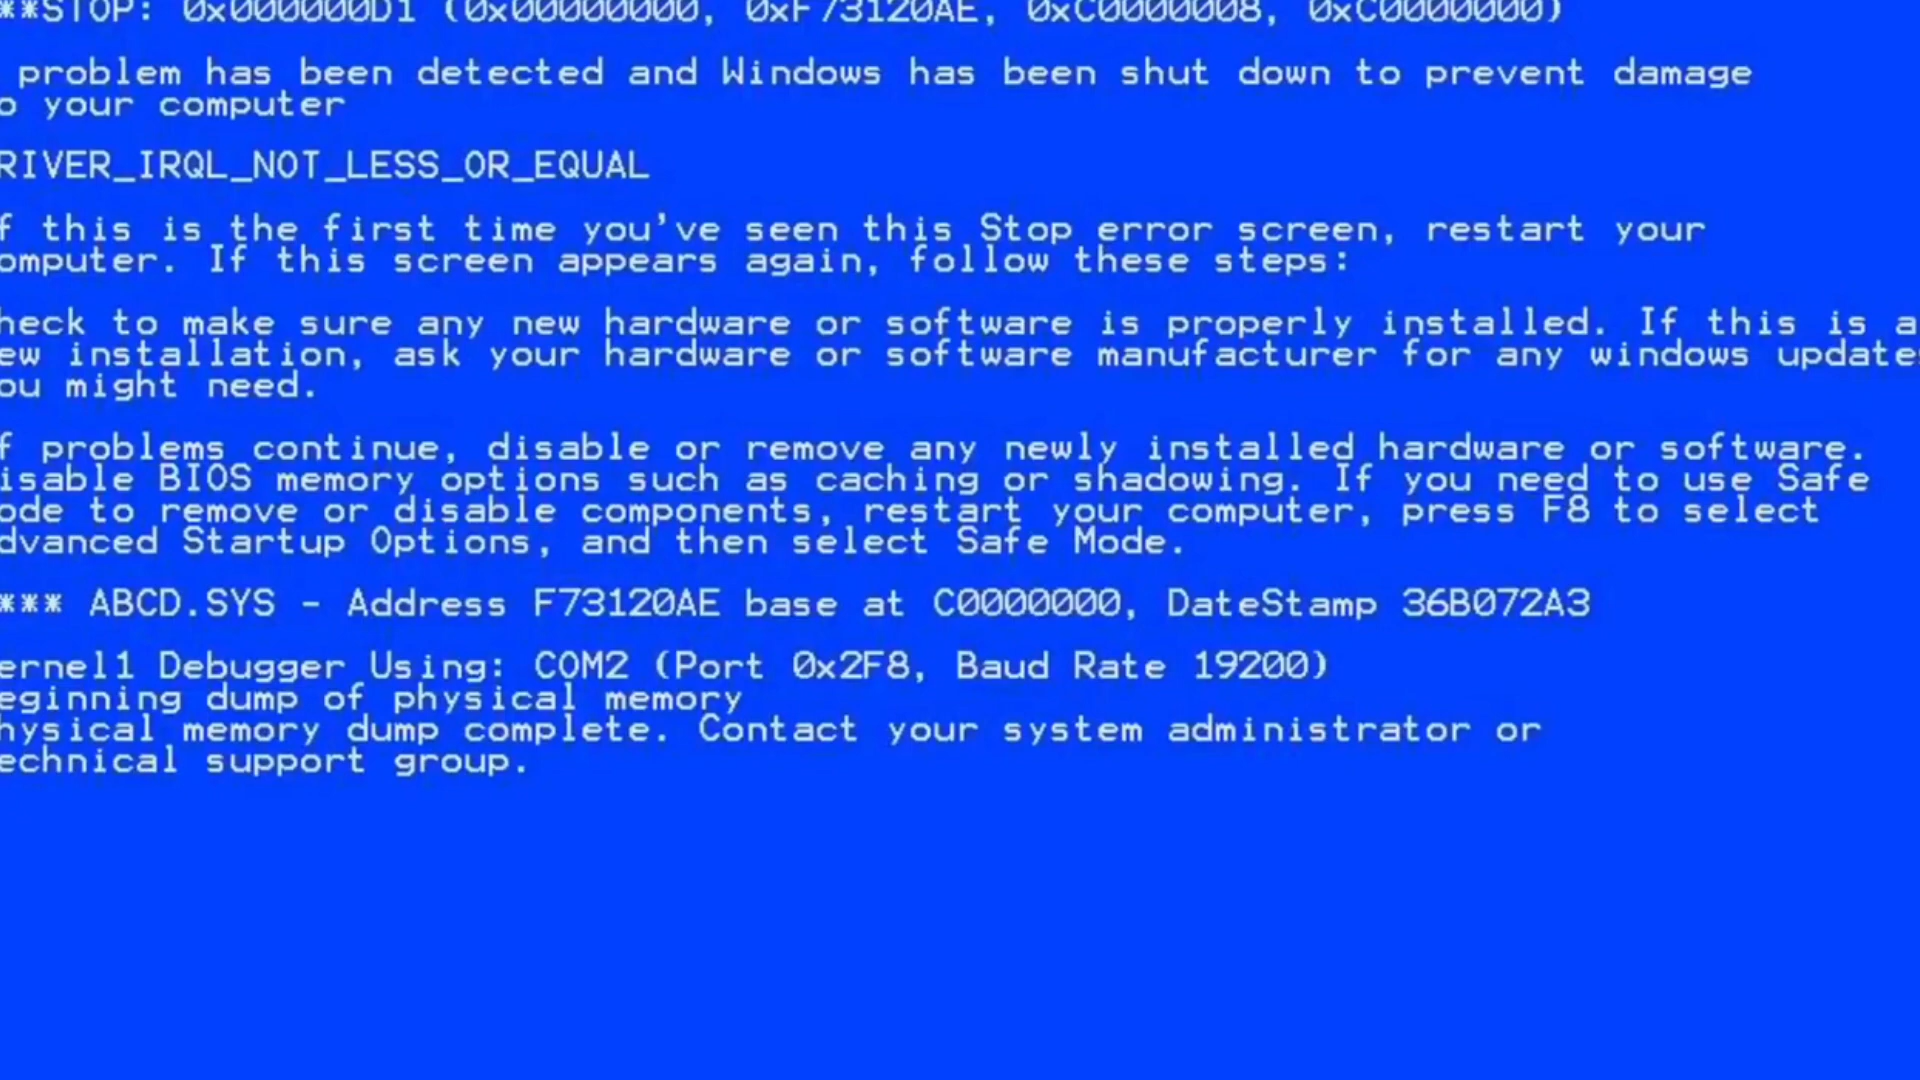 **STOP: 0x000000D1 (0x00000000, 0xF73120AE, 0xC0000008, 0xC0000000)
problem has been detected and Windows has been shut down to prevent damage
o your computer
RIVER_IRQL_NOT_LESS_OR_EQUAL
f this is the first time you've seen this Stop error screen, restart your
omputer. If this screen appears again, follow these steps:
heck to make sure any new hardware or software is properly installed. If this is a
ew installation, ask your hardware or software manufacturer for any windows update
ou might need.
f problems continue, disable or remove any newly installed hardware or software.
isable BIOS memory options such as caching or shadowing. If you need to use Safe
ode to remove or disable components, restart your computer, press F8 to select
dvanced Startup Options, and then select Safe Mode.
*** ABCD.SYS - Address F73120AE base at C0000000, DateStamp 36B072A3
ernel1 Debugger Using: COM2 (Port 0x2F8, Baud Rate 19200)
eginning dump of physical memory
hysical memory dump complete. Contact your system administrator or
echnical support group.